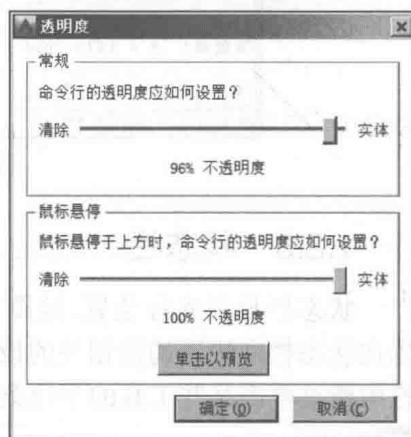 透明度
常规
命令行的透明度应如何设置?
清除 实体
96% 不透明度
鼠标悬停
鼠标悬停于上方时，命令行的透明度应如何设置?
清除 实体
100% 不透明度
单击以预览
确定(O) 取消(C)